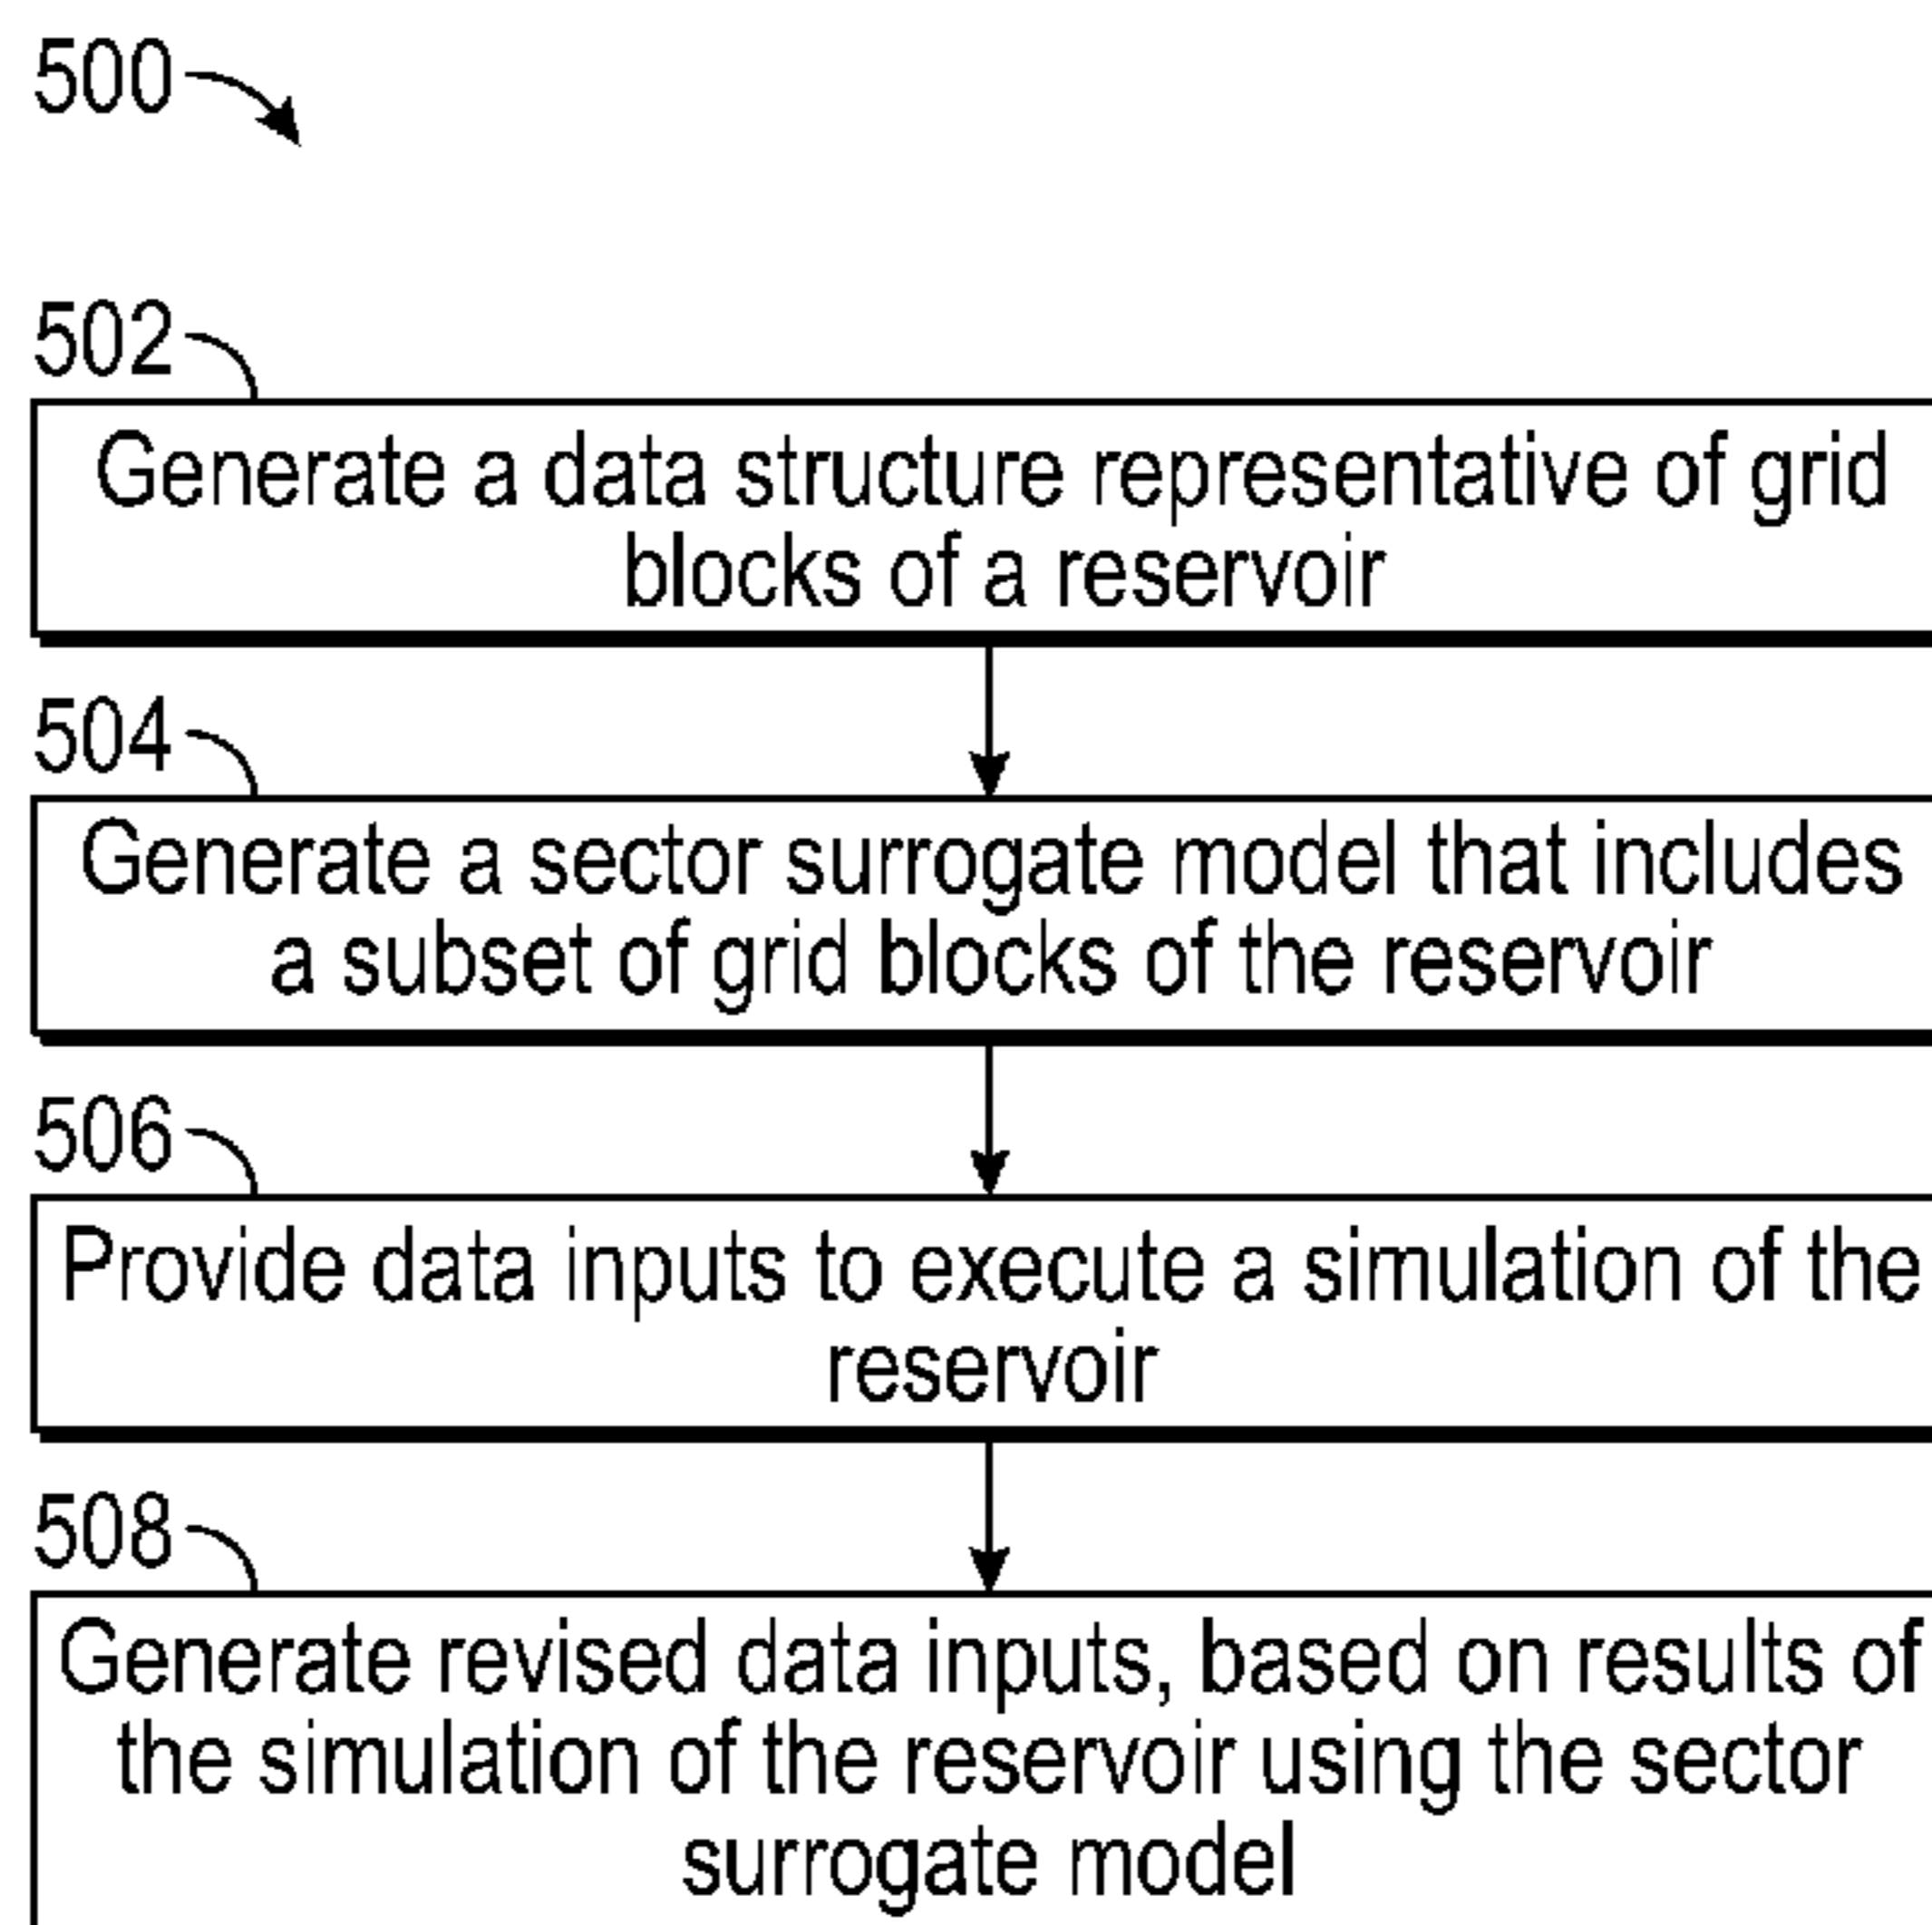 500
502
Generate a data structure representative of grid
blocks of a reservoir
504
Generate a sector surrogate model that includes
a subset of grid blocks of the reservoir
506
Provide data inputs to execute a simulation of the
reservoir
508
Generate revised data inputs, based on results of
the simulation of the reservoir using the sector
surrogate model